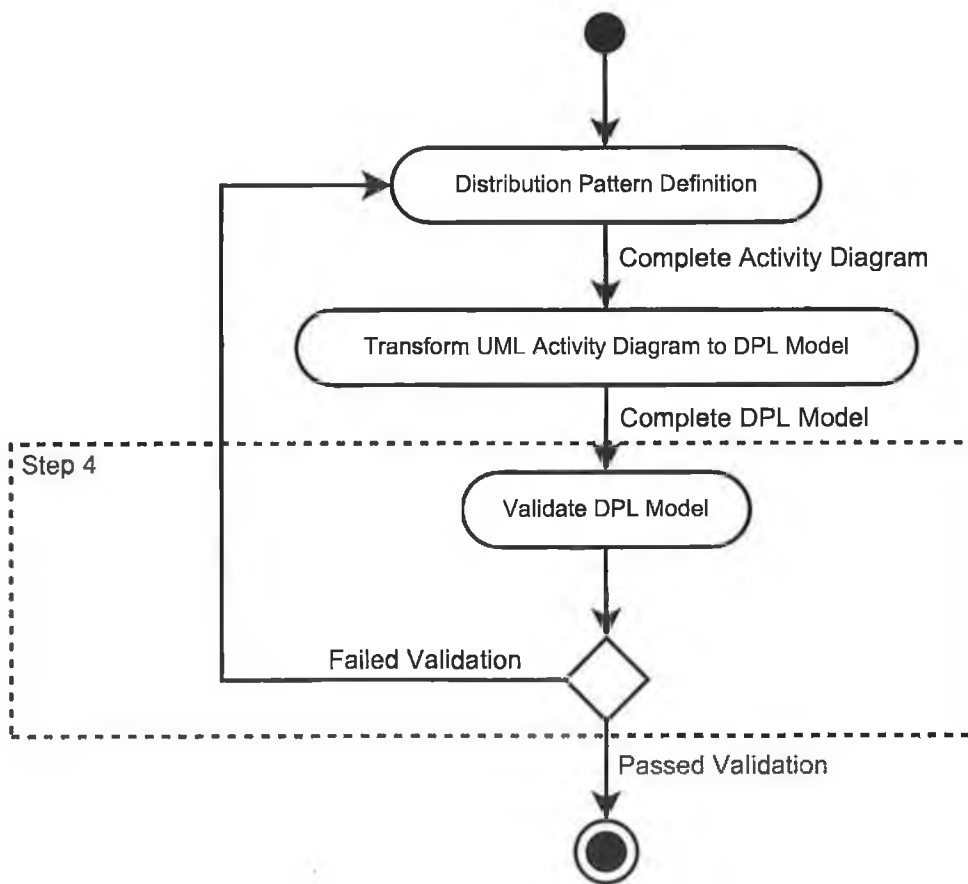 Distribution Pattern Definition
Complete Activity Diagram
Transform UML Activity Diagram to DPL Model
Complete DPL Model
Step 4
Validate DPL Model
Failed Validation
Passed Validation